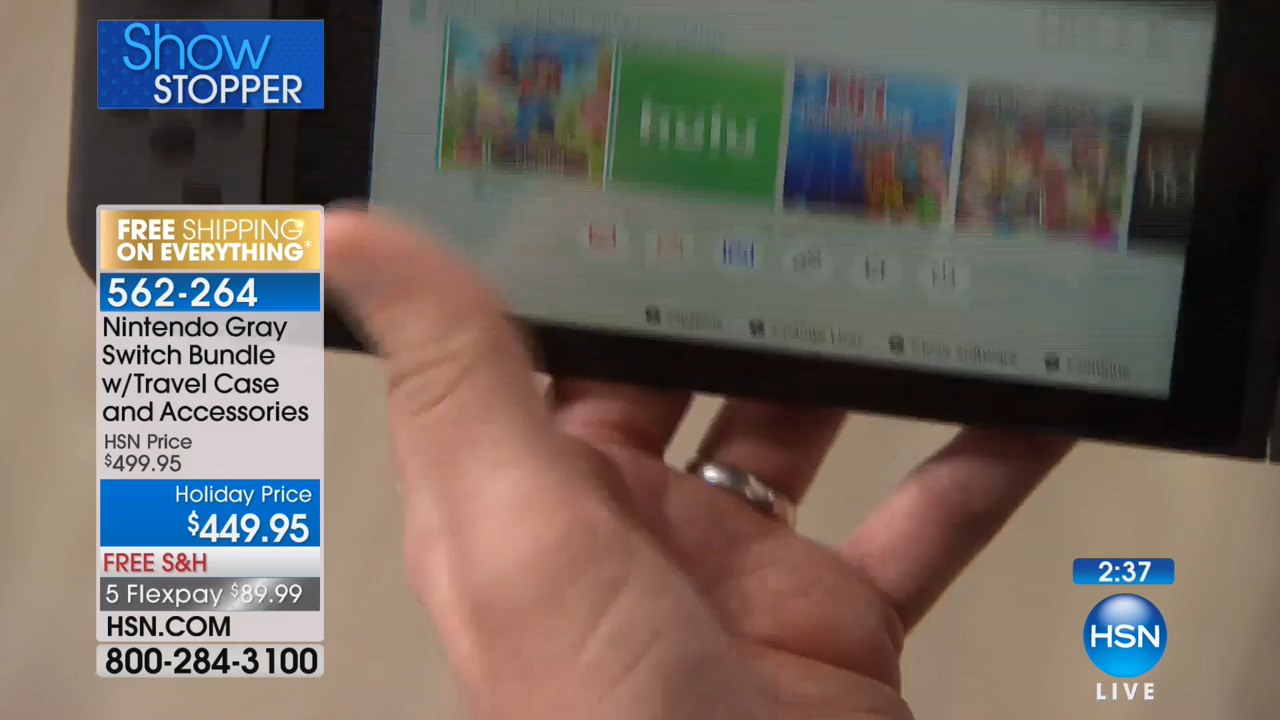 Show
STOPPER
FREE SHIPPING
ON EVERYTHING*
562-264
Nintendo Gray
Switch Bundle
w/Travel Case
and Accessories
HSN Price
$499.95
Holiday Price
$449.95
FREE S&H
5 Flexpay $89.99
HSN.COM
800-284-3100
hulu
2:37
HSN
LIVE